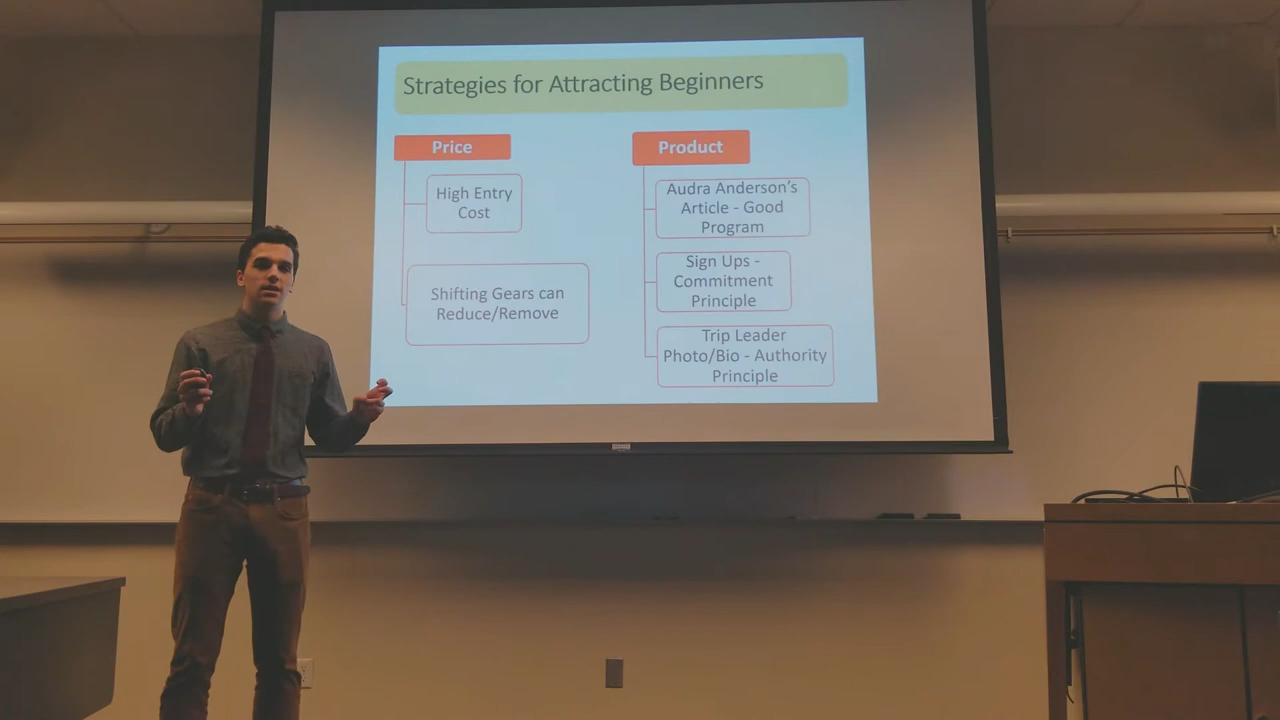 Strategies for Attracting Beginners
Price
High Entry
Cost
Shifting Gears can
Reduce/Remove
Product
Audra Anderson's
Article - Good
Program
Sign Ups -
Commitment
Principle
Trip Leader
Photo/Bio - Authority
Principle